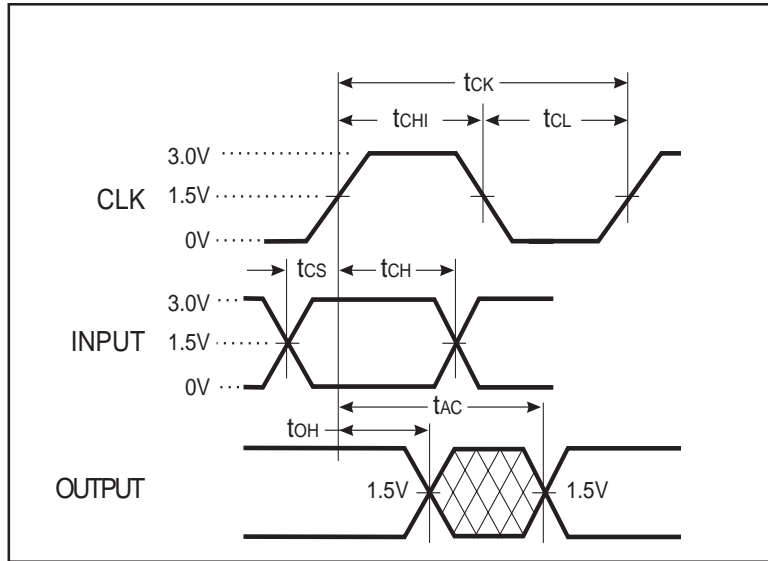 tCK
tCHI tCL
3.0V
CLK 1.5V
0V
tCS tCH
3.0V
INPUT 1.5V
0V
tAC
tOH
OUTPUT 1.5V 1.5V